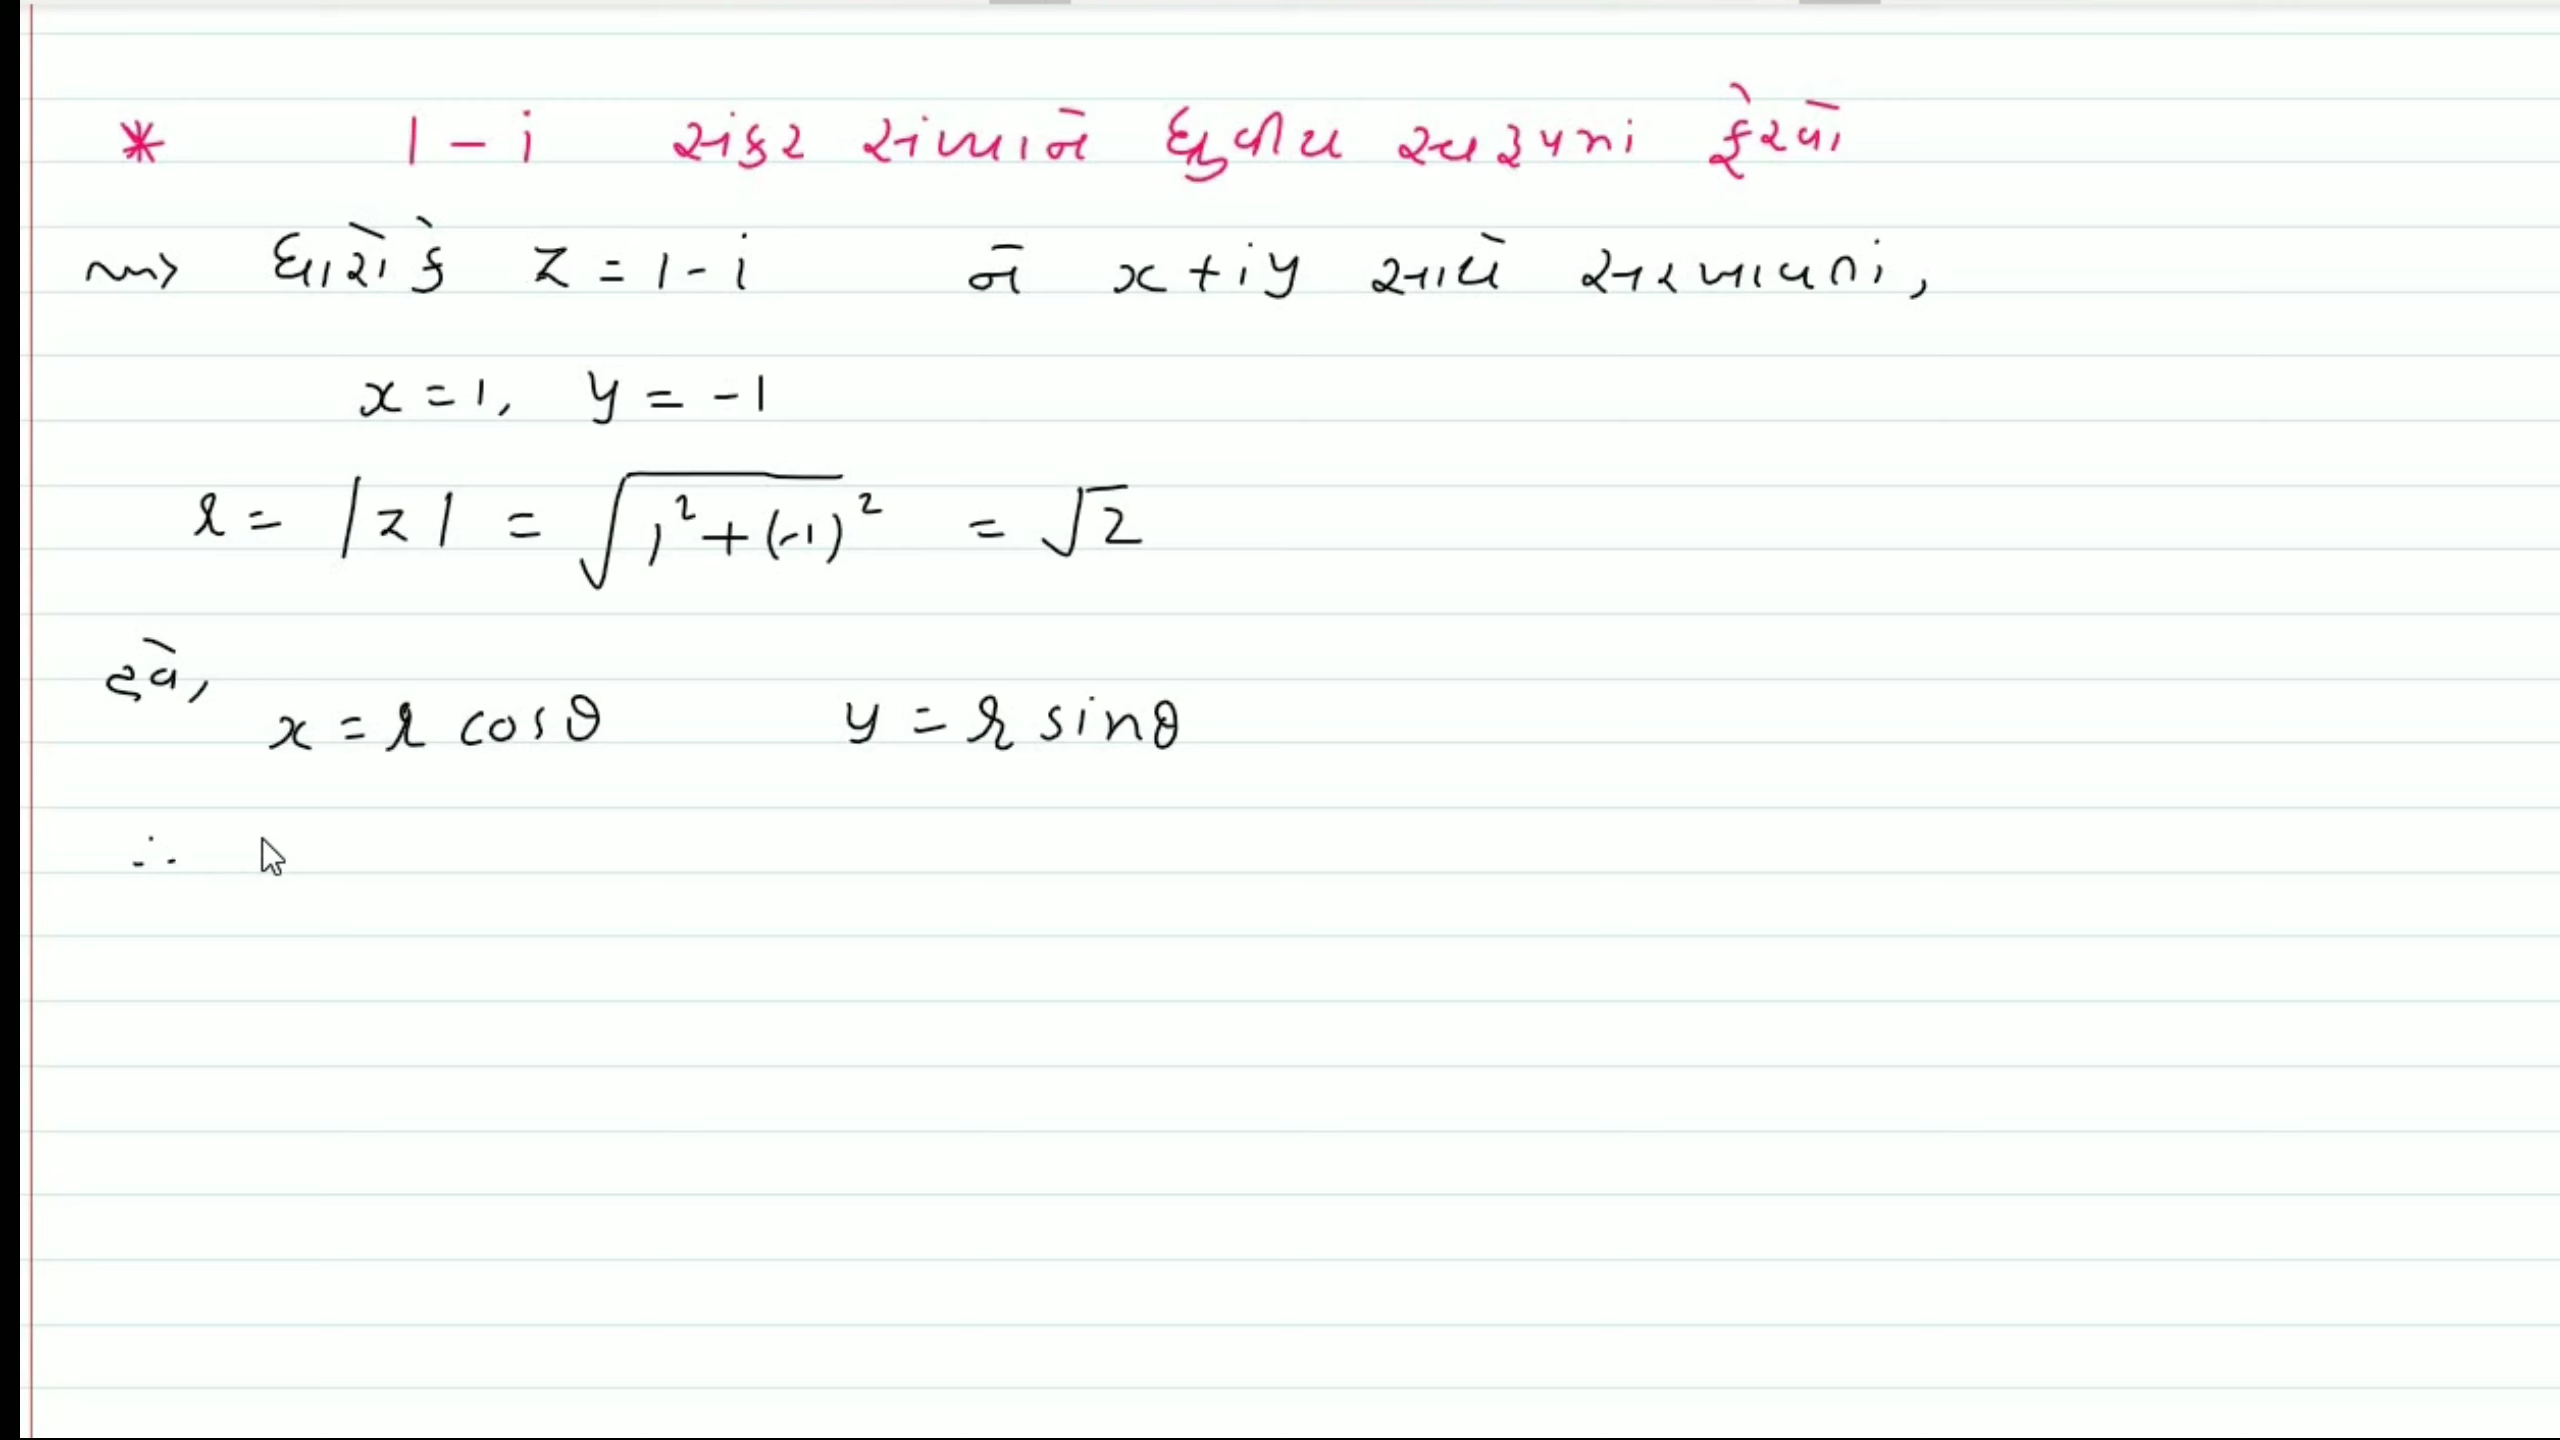 * 1 - i સંકર સંખ્યાને ધ્રુવીય સ્વરૂપમાં ફેરવો
⇝ ધારો કે z = 1 - i ને x + iy સાથે સરખાવતાં,
x = 1, y = -1
r = |z| = √(1² + (-1)²) = √2
હવે,
x = r cosθ y = r sinθ
∴